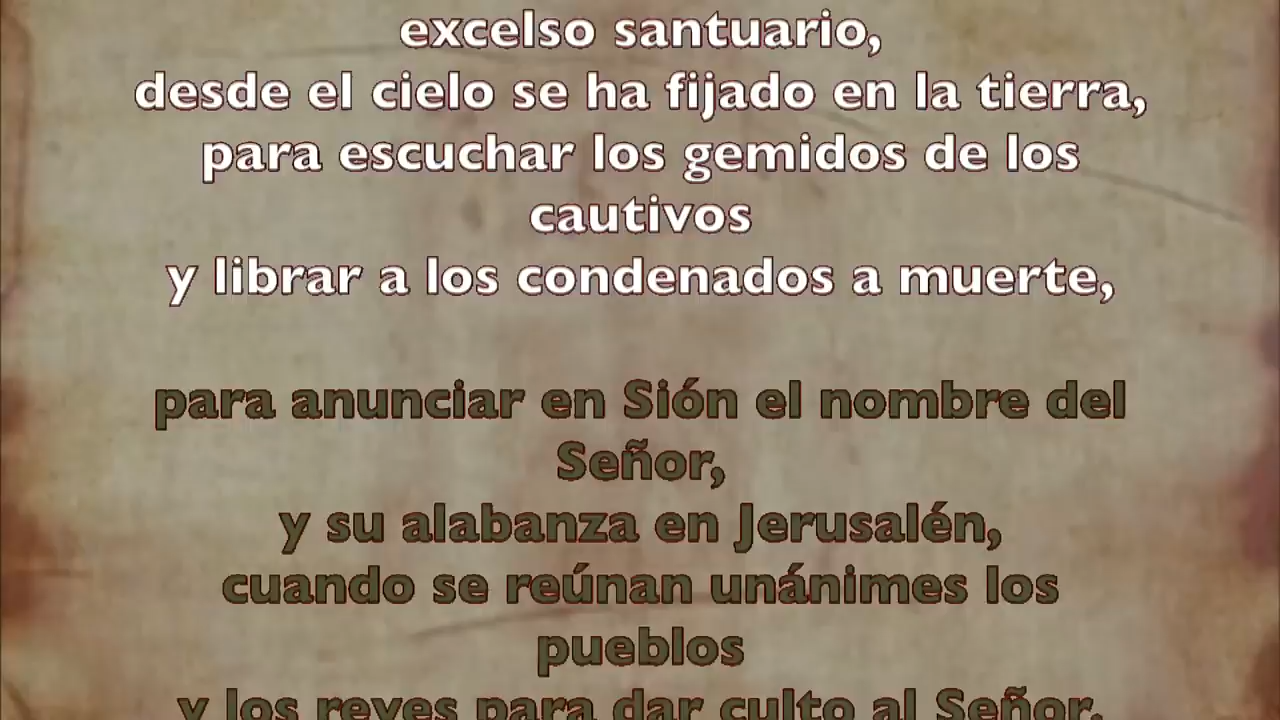 excelso santuario,
desde el cielo se ha fijado en la tierra,
para escuchar los gemidos de los
cautivos
y librar a los condenados a muerte,
para anunciar en Sión el nombre del
Señor,
y su alabanza en Jerusalén,
cuando se reúnan unánimes los
pueblos
y los reyes para dar culto al Señor.